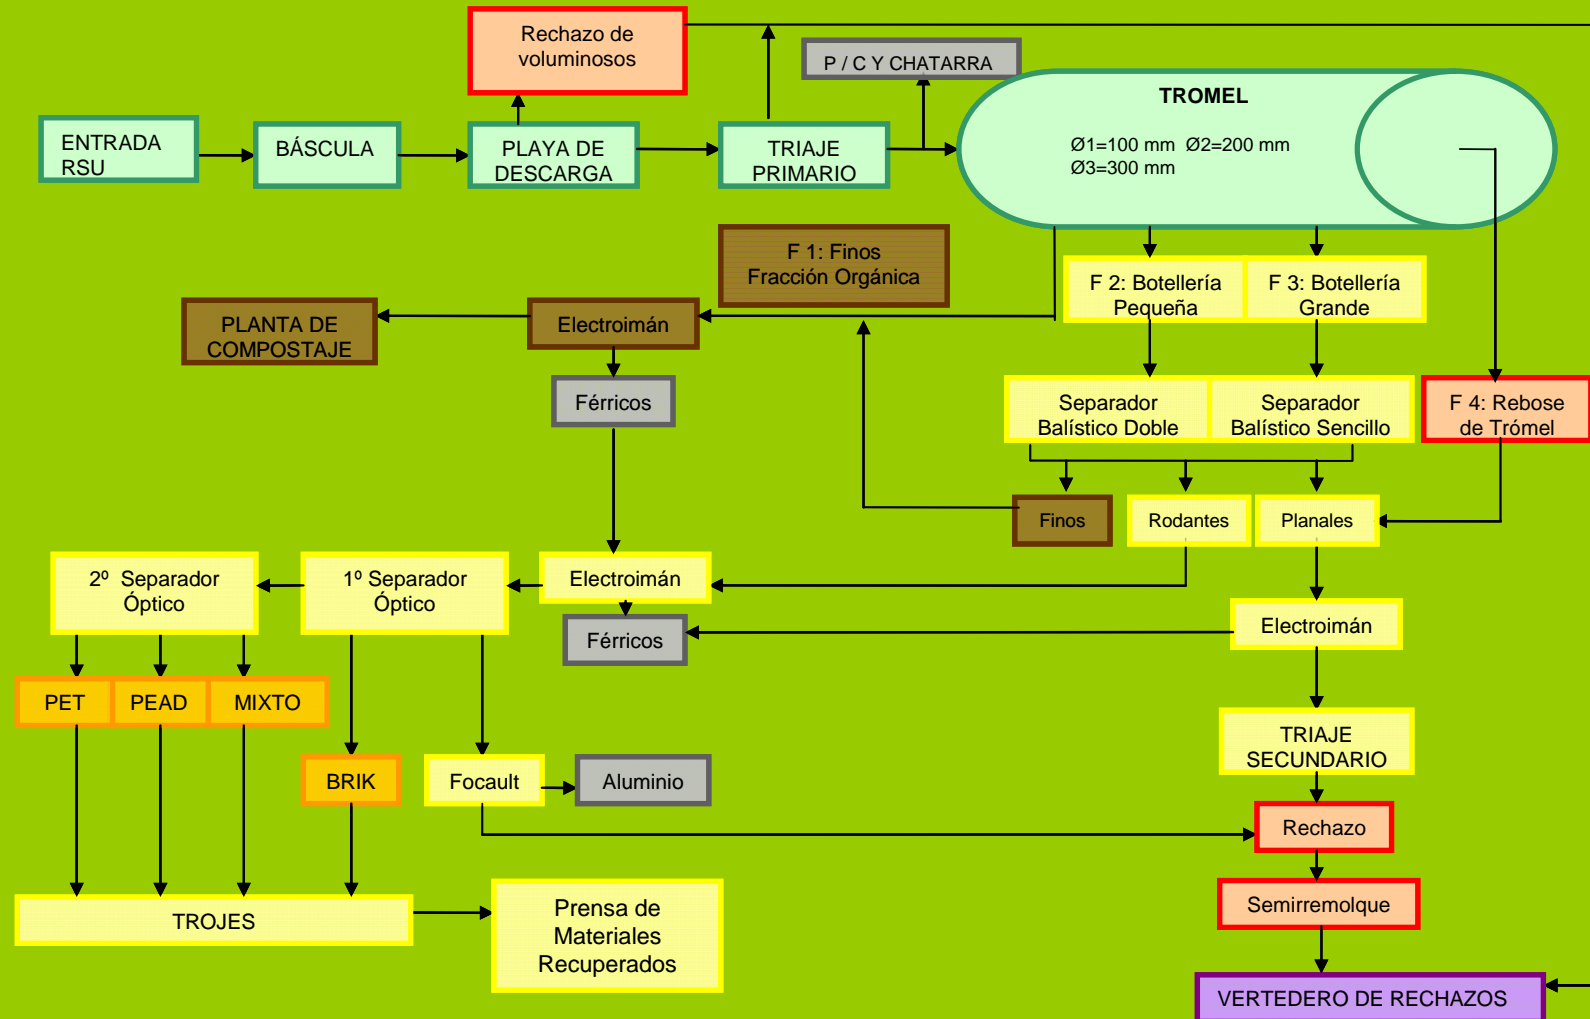 Rechazo de
voluminosos
P / C Y CHATARRA
TROMEL
Ø1=100 mm Ø2=200 mm
Ø3=300 mm
ENTRADA
RSU
BÁSCULA
PLAYA DE
DESCARGA
TRIAJE
PRIMARIO
F 1: Finos
Fracción Orgánica
F 2: Botellería
Pequeña
F 3: Botellería
Grande
PLANTA DE
COMPOSTAJE
Electroimán
Férricos
Separador
Balístico Doble
Separador
Balístico Sencillo
F 4: Rebose
de Trómel
Finos
Rodantes
Planales
2º Separador
Óptico
1º Separador
Óptico
Electroimán
Férricos
Electroimán
PET
PEAD
MIXTO
TRIAJE
SECUNDARIO
BRIK
Focault
Aluminio
Rechazo
TROJES
Prensa de
Materiales
Recuperados
Semirremolque
VERTEDERO DE RECHAZOS